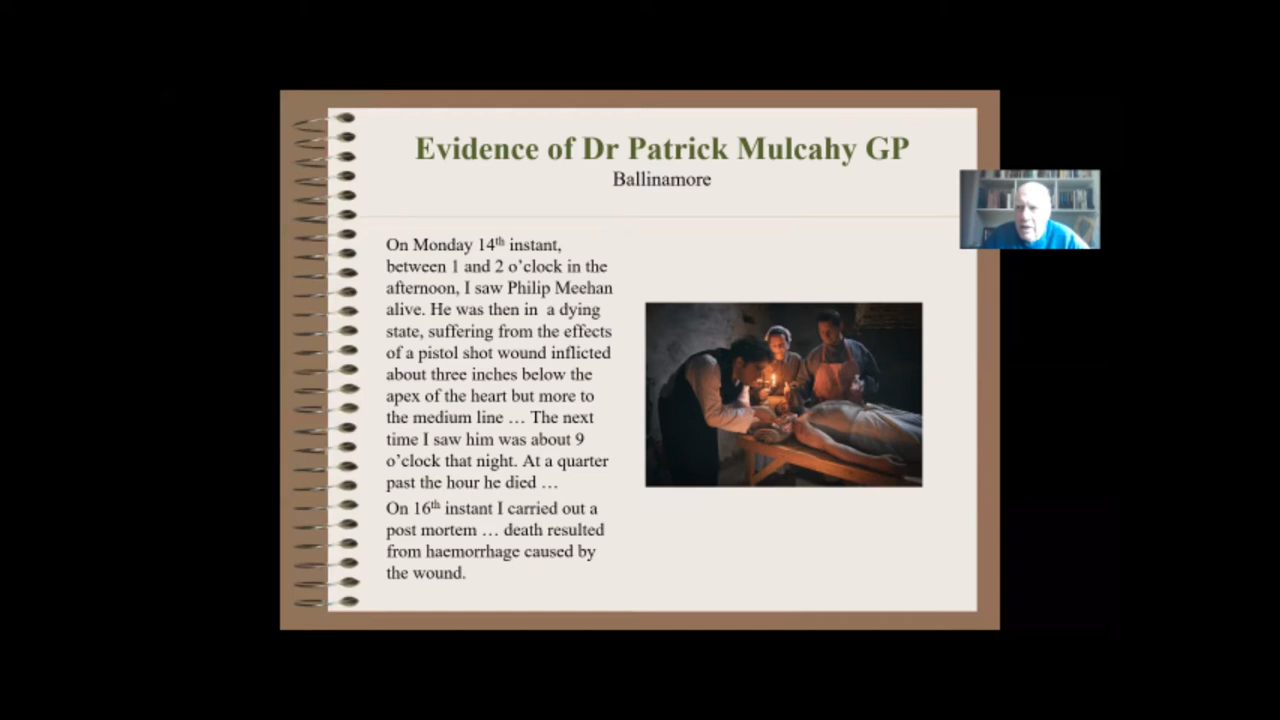 Evidence of Dr Patrick Mulcahy GP
Ballinamore
On Monday 14th instant,
between 1 and 2 o'clock in the
afternoon, I saw Philip Meehan
alive. He was then in a dying
state, suffering from the effects
of a pistol shot wound inflicted
about three inches below the
apex of the heart but more to
the medium line … The next
time I saw him was about 9
o'clock that night. At a quarter
past the hour he died …
On 16th instant I carried out a
post mortem … death resulted
from haemorrhage caused by
the wound.